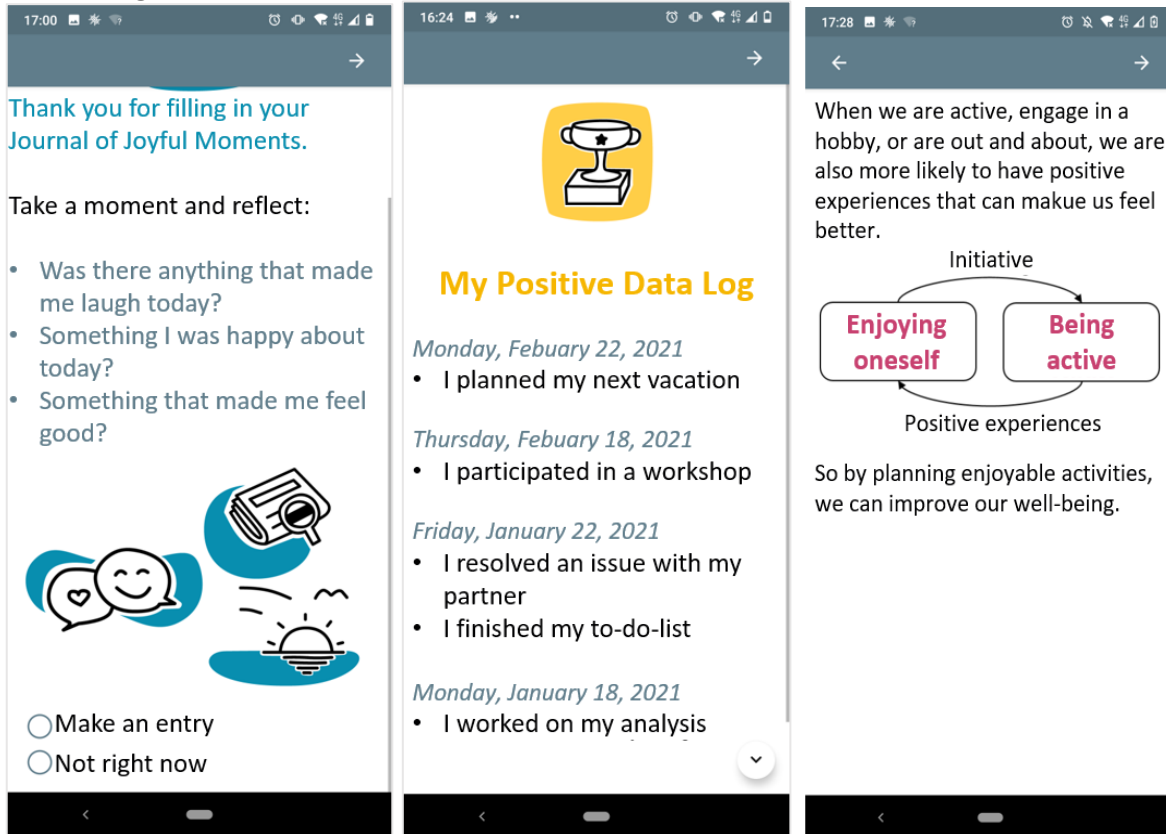 17:00
4G
Thank you for filling in your
Journal of Joyful Moments.
Take a moment and reflect:
• Was there anything that made
me laugh today?
• Something I was happy about
today?
• Something that made me feel
good?
Make an entry
Not right now
16:24
4G
My Positive Data Log
Monday, Febuary 22, 2021
• I planned my next vacation
Thursday, Febuary 18, 2021
• I participated in a workshop
Friday, January 22, 2021
• I resolved an issue with my
partner
• I finished my to-do-list
Monday, January 18, 2021
• I worked on my analysis
17:28
4G
When we are active, engage in a
hobby, or are out and about, we are
also more likely to have positive
experiences that can makue us feel
better.
Initiative
Enjoying
oneself
Being
active
Positive experiences
So by planning enjoyable activities,
we can improve our well-being.